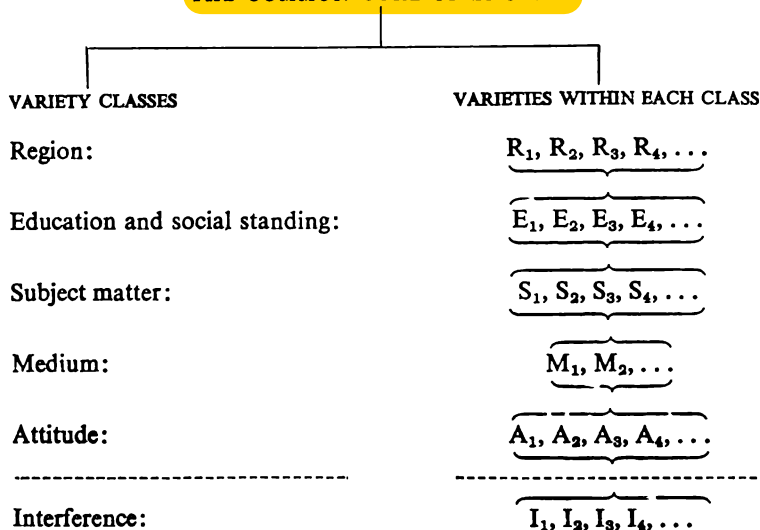 VARIETY CLASSES VARIETIES WITHIN EACH CLASS
Region: R₁, R₂, R₃, R₄, ...
Education and social standing: E₁, E₂, E₃, E₄, ...
Subject matter: S₁, S₂, S₃, S₄, ...
Medium: M₁, M₂, ...
Attitude: A₁, A₂, A₃, A₄, ...
Interference: I₁, I₂, I₃, I₄, ...